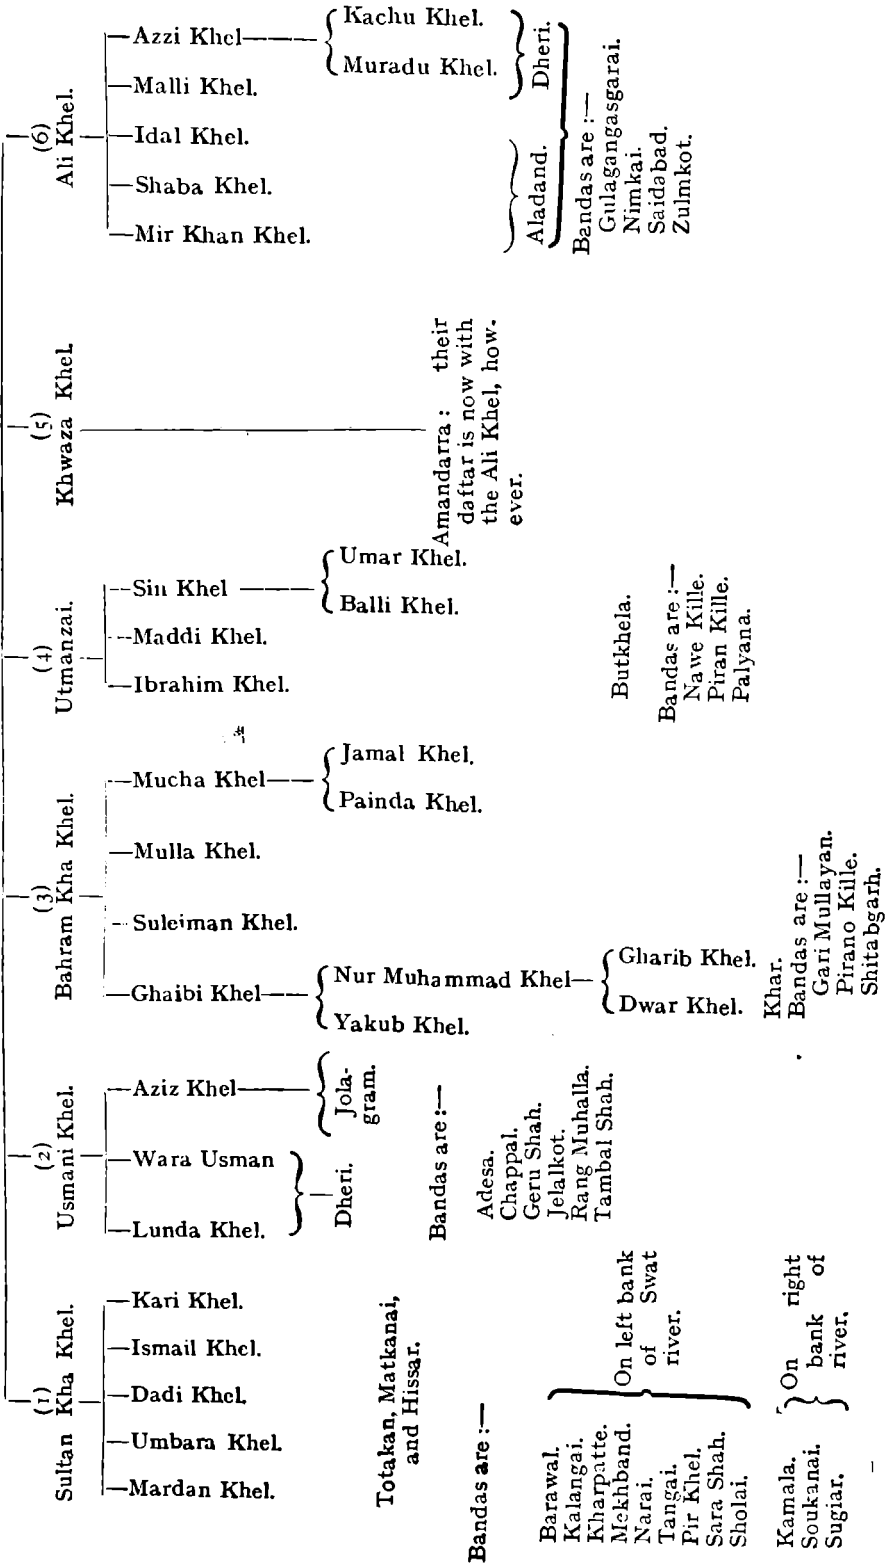 (1)
Sultan Kha Khel.
—Mardan Khel.
—Umbara Khel.
—Dadi Khel.
—Ismail Khel.
—Kari Khel.
Totakan, Matkanai,
and Hissar.
Bandas are :—
Barawal.
Kalangai.
Kharpatte.
Mekhband.
Narai.
Tangai.
Pir Khel.
Sara Shah.
Sholai.
On left bank
of Swat
river.
Kamala.
Soukanai.
Sugiar.
On right
bank of
river.
(2)
Usmani Khel.
—Lunda Khel.
—Wara Usman
—Aziz Khel
Dheri.
Jola-
gram.
Bandas are :—
Adesa.
Chappal.
Geru Shah.
Jelalkot.
Rang Muhalla.
Tambal Shah.
(3)
Bahram Kha Khel.
—Ghaibi Khel
Yakub Khel.
Nur Muhammad Khel
Dwar Khel.
Gharib Khel.
—Suleiman Khel.
—Mulla Khel.
—Mucha Khel
Painda Khel.
Jamal Khel.
Khar.
Bandas are :—
Gari Mullayan.
Pirano Kille.
Shitabgarh.
(4)
Utmanzai.
—Ibrahim Khel.
—Maddi Khel.
—Sin Khel
Balli Khel.
Umar Khel.
Butkhela.
Bandas are :—
Nawe Kille.
Piran Kille.
Palyana.
(5)
Khwaza Khel.
Amandarra : their
daftar is now with
the Ali Khel, how-
ever.
(6)
Ali Khel.
—Mir Khan Khel.
—Shaba Khel.
—Idal Khel.
—Malli Khel.
—Azzi Khel
Muradu Khel.
Kachu Khel.
Aladand.
Dheri.
Bandas are :—
Gulagangasgarai.
Nimkai.
Saidabad.
Zulmkot.